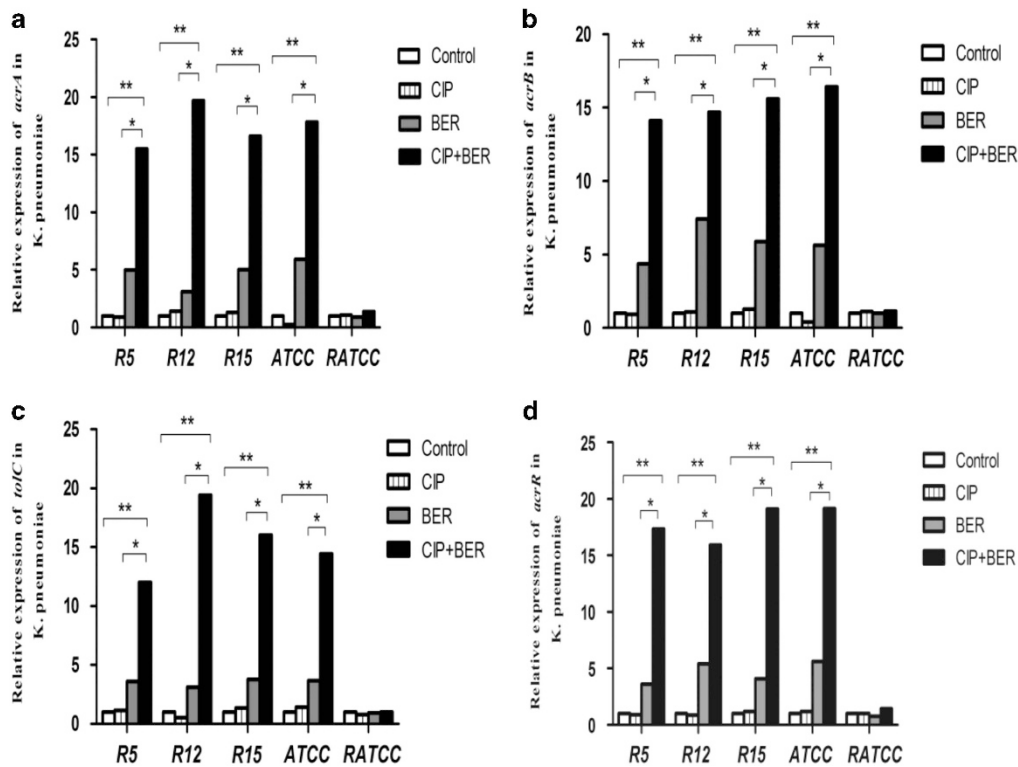 a
Relative expression of acrA in
K. pneumoniae
25
20
15
10
5
0
**
*
**
*
**
*
**
*
R5 R12 R15 ATCC RATCC
Control
CIP
BER
CIP+BER
b
Relative expression of acrB in
K. pneumoniae
20
15
10
5
0
**
*
**
*
**
*
**
*
R5 R12 R15 ATCC RATCC
Control
CIP
BER
CIP+BER
c
Relative expression of tolC in
K. pneumoniae
25
20
15
10
5
0
**
*
**
*
**
*
**
*
R5 R12 R15 ATCC RATCC
Control
CIP
BER
CIP+BER
d
Relative expression of acrR in
K. pneumoniae
25
20
15
10
5
0
**
*
**
*
**
*
**
*
R5 R12 R15 ATCC RATCC
Control
CIP
BER
CIP+BER